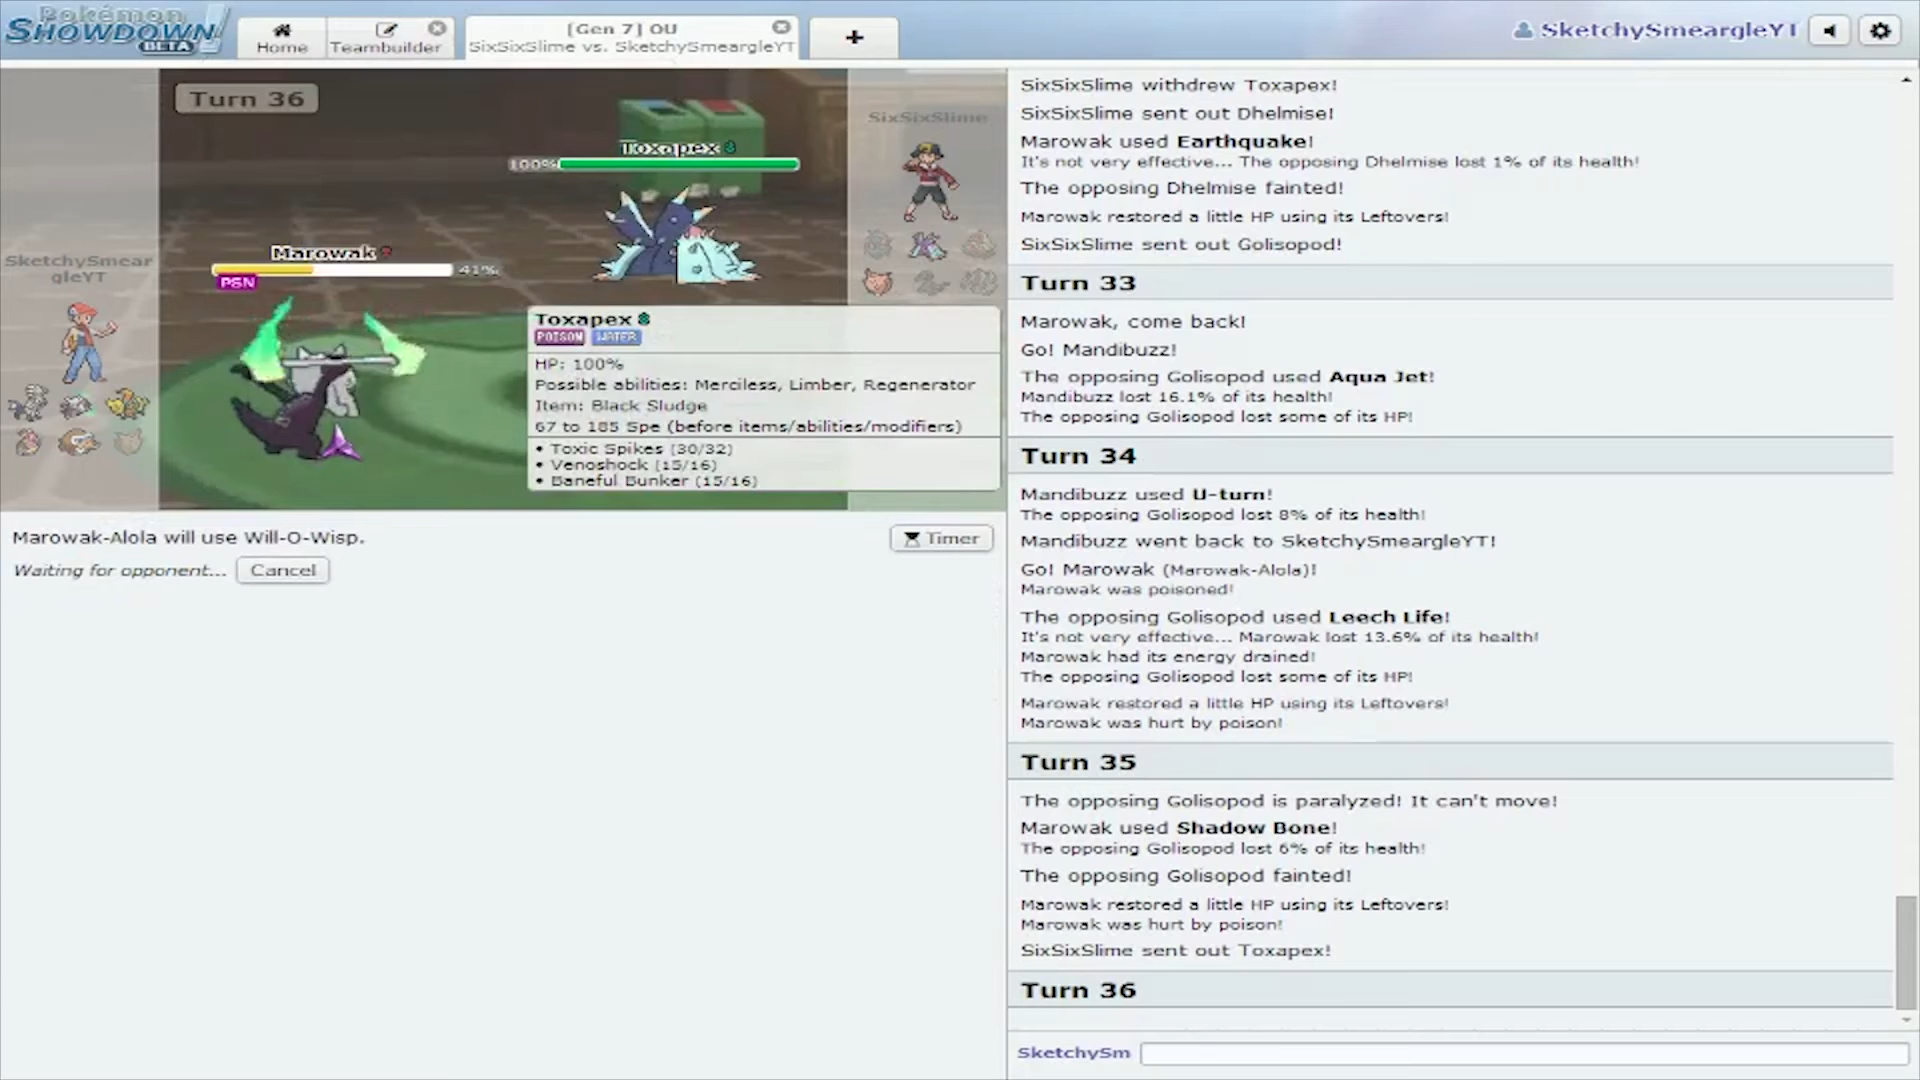 Pokémon
SHOWDOWN
BETA
Home
Teambuilder
[Gen 7] OU
SixSixSlime vs. SketchySmeargleYT
+
SketchySmeargleYT
Turn 36
Toxapex
100%
Marowak
41%
PSN
SketchySmear
gleYT
SixSixSlime
Toxapex
POISON WATER
HP: 100%
Possible abilities: Merciless, Limber, Regenerator
Item: Black Sludge
67 to 185 Spe (before items/abilities/modifiers)
• Toxic Spikes (30/32)
• Venoshock (15/16)
• Baneful Bunker (15/16)
Marowak-Alola will use Will-O-Wisp.
Timer
Waiting for opponent... Cancel
SixSixSlime withdrew Toxapex!
SixSixSlime sent out Dhelmise!
Marowak used Earthquake!
It's not very effective... The opposing Dhelmise lost 1% of its health!
The opposing Dhelmise fainted!
Marowak restored a little HP using its Leftovers!
SixSixSlime sent out Golisopod!
Turn 33
Marowak, come back!
Go! Mandibuzz!
The opposing Golisopod used Aqua Jet!
Mandibuzz lost 16.1% of its health!
The opposing Golisopod lost some of its HP!
Turn 34
Mandibuzz used U-turn!
The opposing Golisopod lost 8% of its health!
Mandibuzz went back to SketchySmeargleYT!
Go! Marowak (Marowak-Alola)!
Marowak was poisoned!
The opposing Golisopod used Leech Life!
It's not very effective... Marowak lost 13.6% of its health!
Marowak had its energy drained!
The opposing Golisopod lost some of its HP!
Marowak restored a little HP using its Leftovers!
Marowak was hurt by poison!
Turn 35
The opposing Golisopod is paralyzed! It can't move!
Marowak used Shadow Bone!
The opposing Golisopod lost 6% of its health!
The opposing Golisopod fainted!
Marowak restored a little HP using its Leftovers!
Marowak was hurt by poison!
SixSixSlime sent out Toxapex!
Turn 36
SketchySm